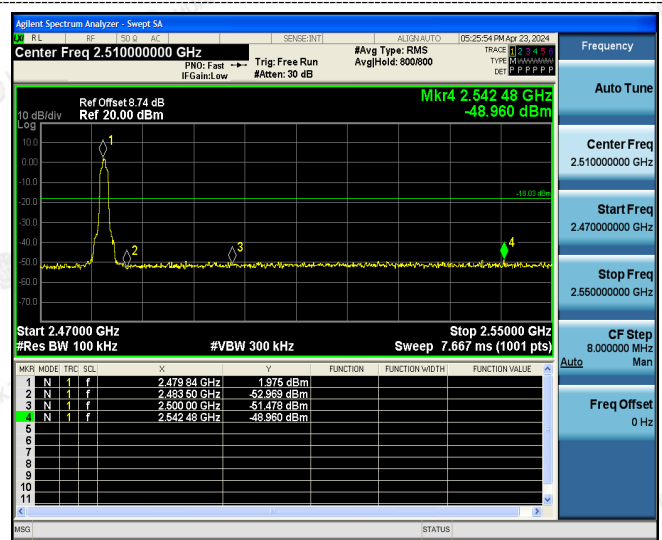 Agilent Spectrum Analyzer - Swept SA
LXI RL RF 50 Ω AC SENSE:INT ALIGN AUTO 05:25:54 PM Apr 23, 2024
Center Freq 2.510000000 GHz #Avg Type: RMS TRACE 1 2 3 4 5 6
PNO: Fast Trig: Free Run Avg|Hold: 800/800 TYPE MWWWWW
IFGain:Low #Atten: 30 dB DET P P P P P P
Mkr4 2.542 48 GHz
-48.960 dBm
Ref Offset 8.74 dB
10 dB/div Ref 20.00 dBm
Log
10.0
0.00
-10.0
-20.0
-30.0
-40.0
-50.0
-60.0
-70.0
1
2
3
4
-18.03 dBm
Start 2.47000 GHz Stop 2.55000 GHz
#Res BW 100 kHz #VBW 300 kHz Sweep 7.667 ms (1001 pts)
MKR MODE TRC SCL X Y FUNCTION FUNCTION WIDTH FUNCTION VALUE
1 N 1 f 2.479 84 GHz 1.975 dBm
2 N 1 f 2.483 50 GHz -52.969 dBm
3 N 1 f 2.500 00 GHz -51.478 dBm
4 N 1 f 2.542 48 GHz -48.960 dBm
5
6
7
8
9
10
11
MSG STATUS
Frequency
Auto Tune
Center Freq
2.510000000 GHz
Start Freq
2.470000000 GHz
Stop Freq
2.550000000 GHz
CF Step
8.000000 MHz
Auto Man
Freq Offset
0 Hz